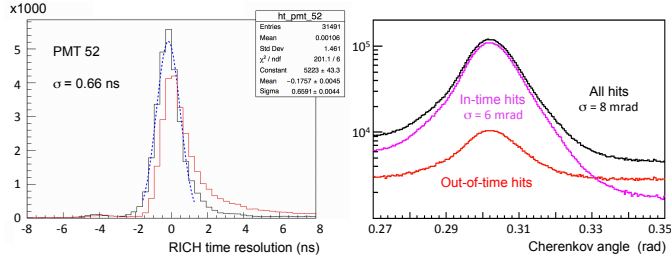 x1000
ht_pmt_52
Entries 31491
Mean 0.00106
Std Dev 1.461
χ² / ndf 201.1 / 6
Constant 5223 ± 43.3
Mean −0.1757 ± 0.0045
Sigma 0.6591 ± 0.0044
PMT 52
σ = 0.66 ns
5
4
3
2
1000
0
-8 -6 -4 -2 0 2 4 6 8
RICH time resolution (ns)
10⁵
10⁴
All hits
σ = 8 mrad
In-time hits
σ = 6 mrad
Out-of-time hits
0.27 0.29 0.31 0.33 0.35
Cherenkov angle (rad)